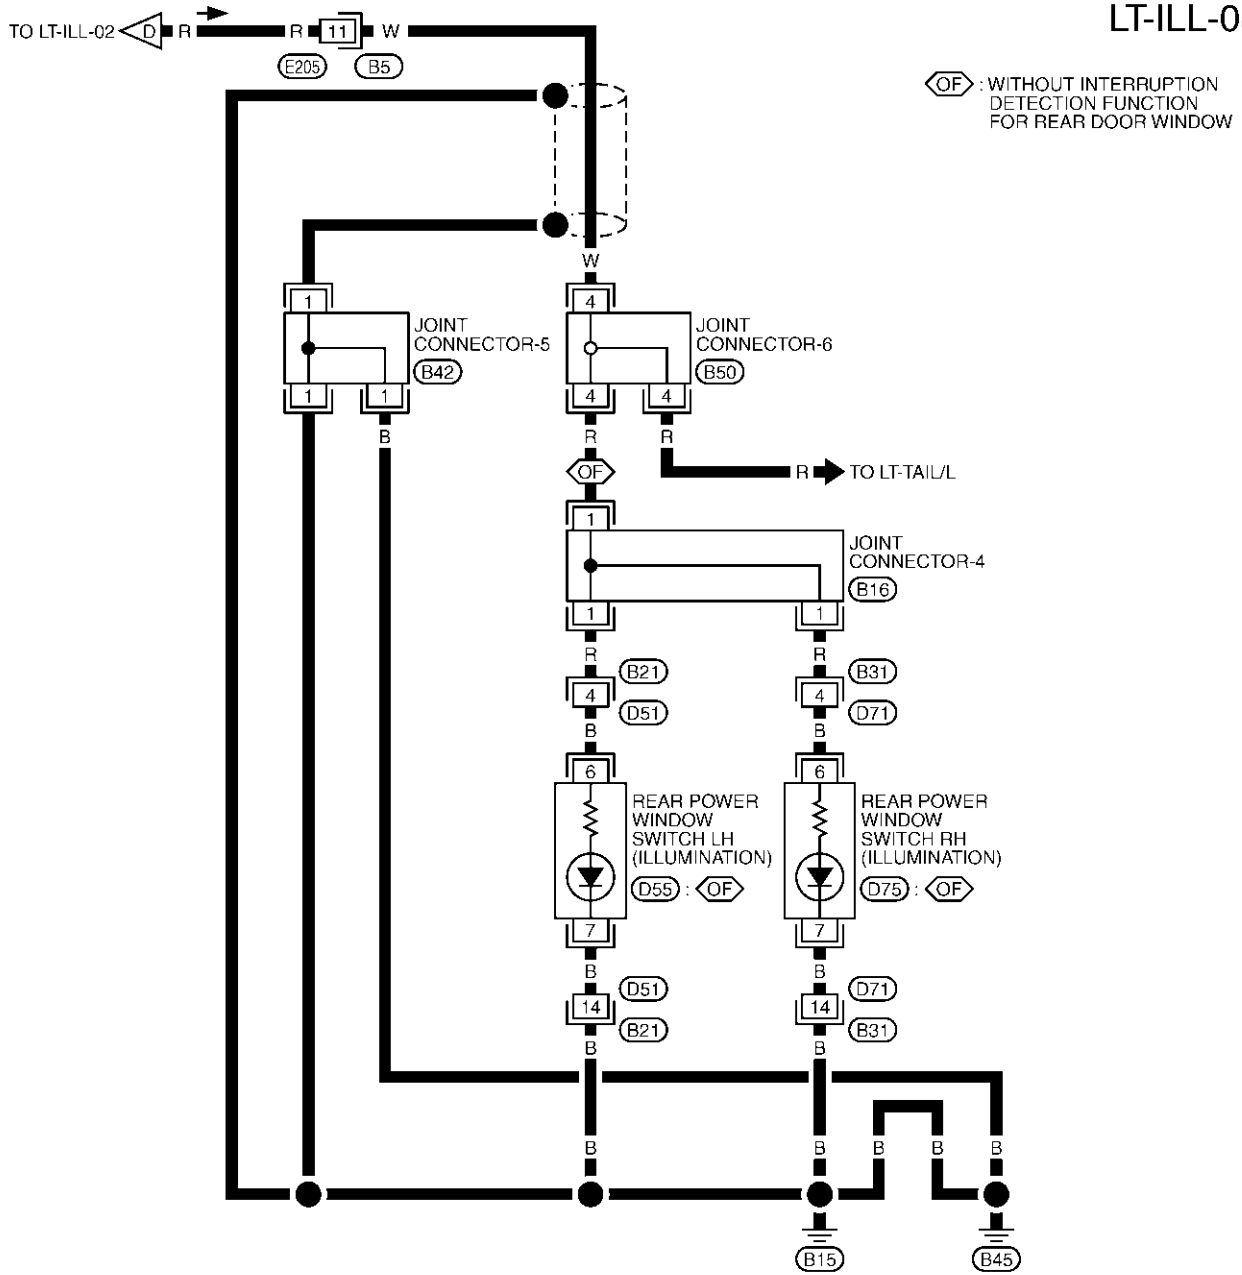 LT-ILL-0
TO LT-ILL-02 D R R 11 W
E205 B5
OF : WITHOUT INTERRUPTION
DETECTION FUNCTION
FOR REAR DOOR WINDOW
W
1 4
JOINT
CONNECTOR-5
B42
JOINT
CONNECTOR-6
B50
1 1 4 4
B R R
OF R TO LT-TAIL/L
1
JOINT
CONNECTOR-4
B16
1 1
R B21 R B31
4 4
D51 D71
B B
6 6
REAR POWER
WINDOW
SWITCH LH
(ILLUMINATION)
D55 : OF
REAR POWER
WINDOW
SWITCH RH
(ILLUMINATION)
D75 : OF
7 7
B B
D51 D71
14 14
B21 B31
B B
B B B B B
B15 B45